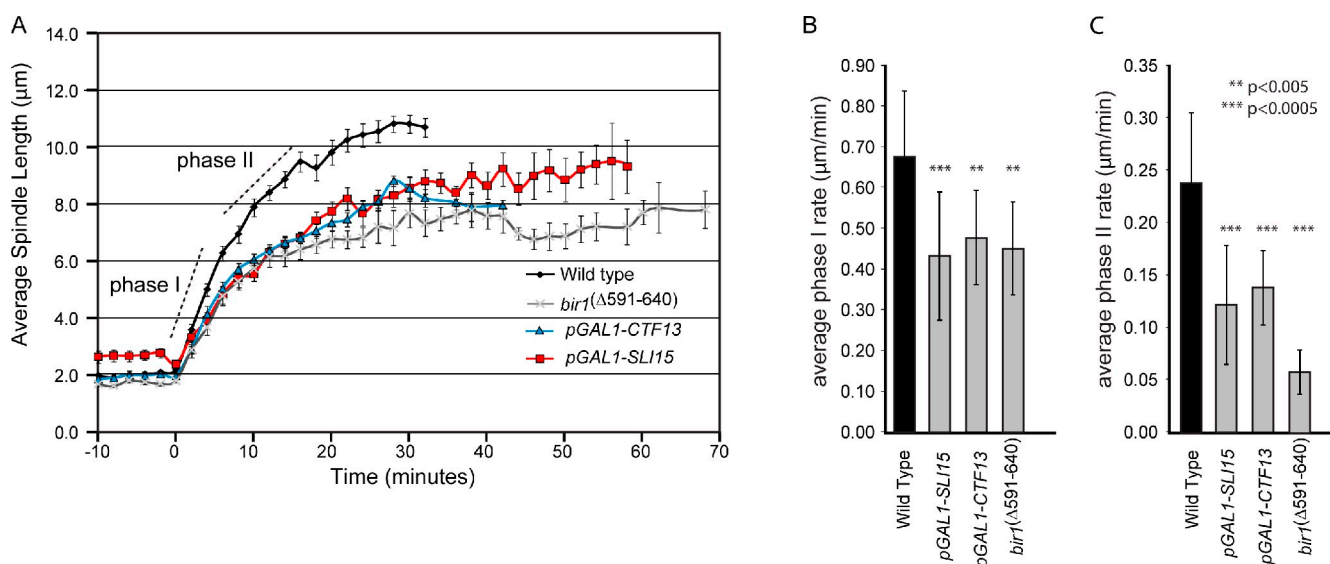 A
Average Spindle Length (µm)
14.0
12.0
10.0
8.0
6.0
4.0
2.0
0.0
-10
0
10
20
30
40
50
60
70
Time (minutes)
phase II
phase I
Wild type
bir1(Δ591-640)
pGAL1-CTF13
pGAL1-SLI15
B
average phase I rate (µm/min)
0.90
0.80
0.70
0.60
0.50
0.40
0.30
0.20
0.10
0.00
***
**
**
Wild Type
pGAL1-SLI15
pGAL1-CTF13
bir1(Δ591-640)
C
average phase II rate (µm/min)
0.35
0.30
0.25
0.20
0.15
0.10
0.05
0.00
** p<0.005
*** p<0.0005
***
***
***
Wild Type
pGAL1-SLI15
pGAL1-CTF13
bir1(Δ591-640)